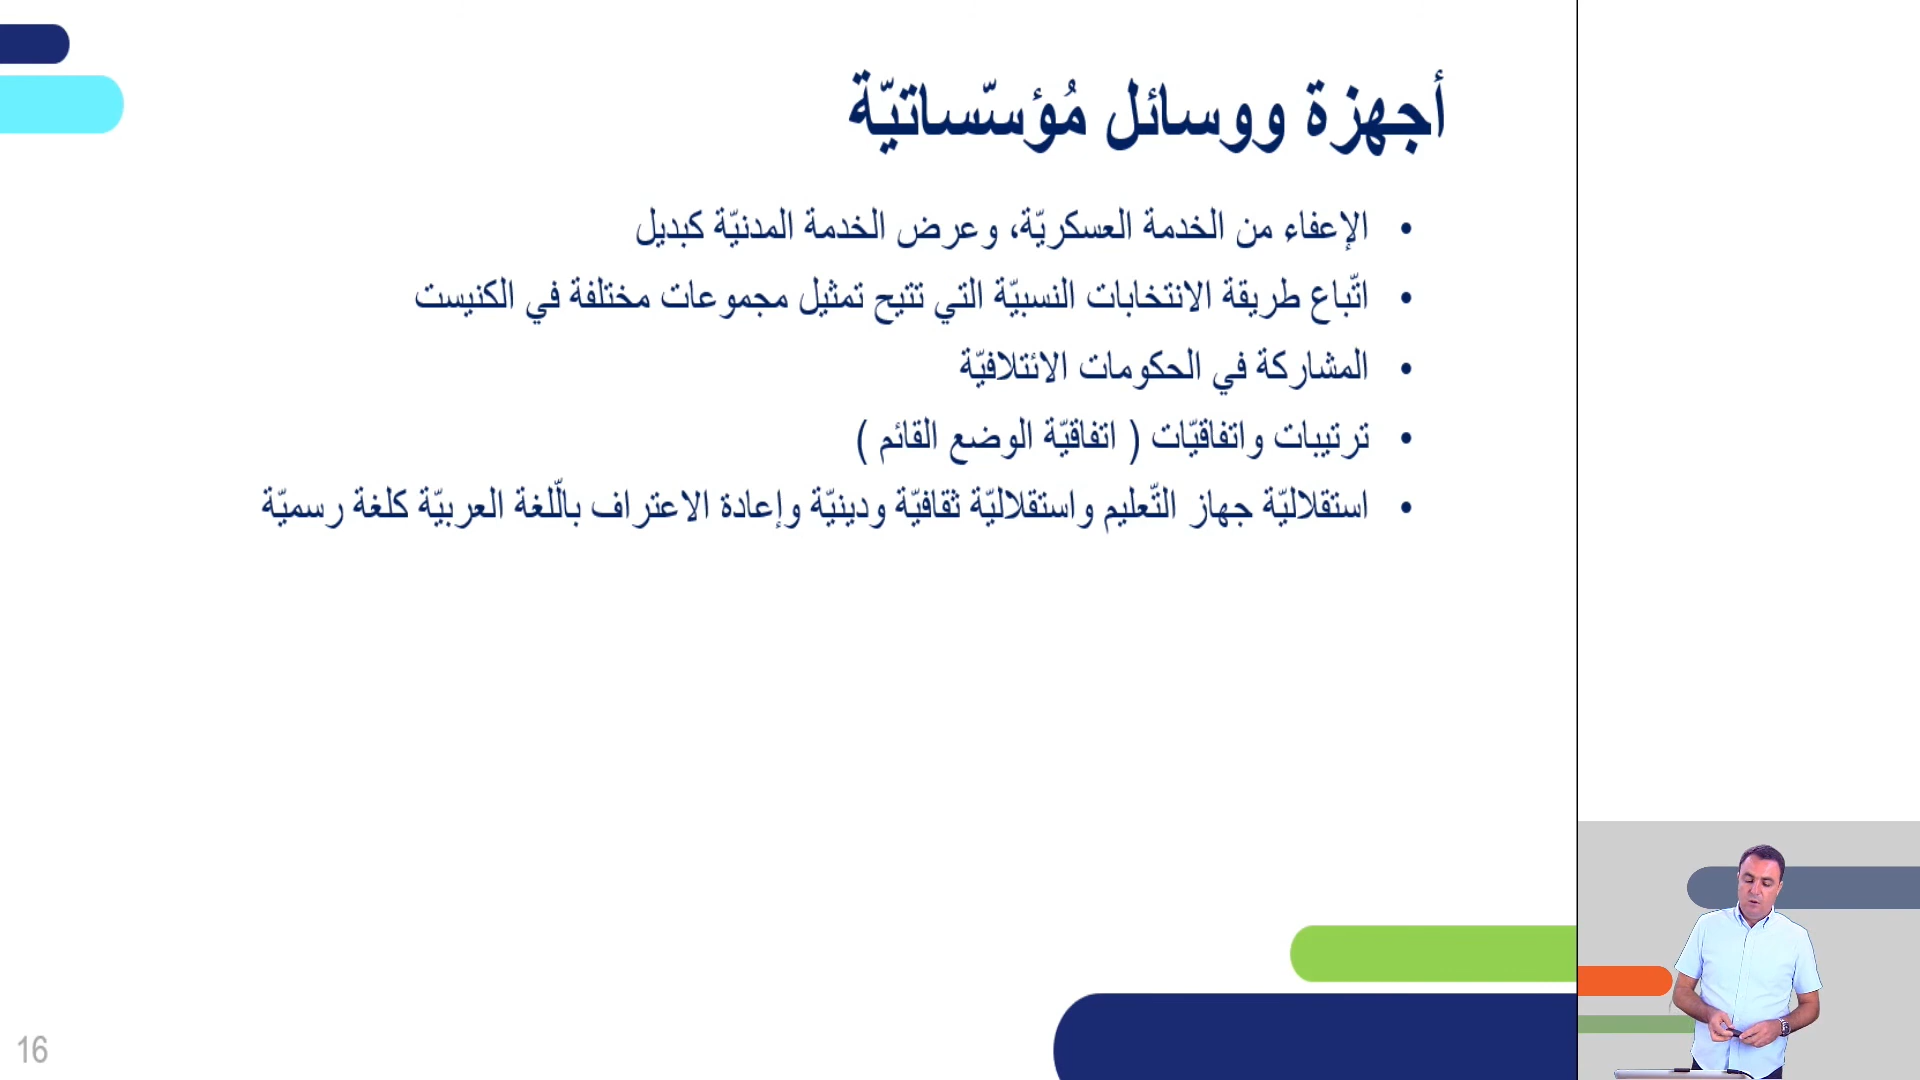 أجهزة ووسائل مُؤسّساتيّة
• الإعفاء من الخدمة العسكريّة، وعرض الخدمة المدنيّة كبديل
• اتّباع طريقة الانتخابات النسبيّة التي تتيح تمثيل مجموعات مختلفة في الكنيست
• المشاركة في الحكومات الائتلافيّة
• ترتيبات واتفاقيّات ( اتفاقيّة الوضع القائم )
• استقلاليّة جهاز التّعليم واستقلاليّة ثقافيّة ودينيّة وإعادة الاعتراف باللّغة العربيّة كلغة رسميّة
16